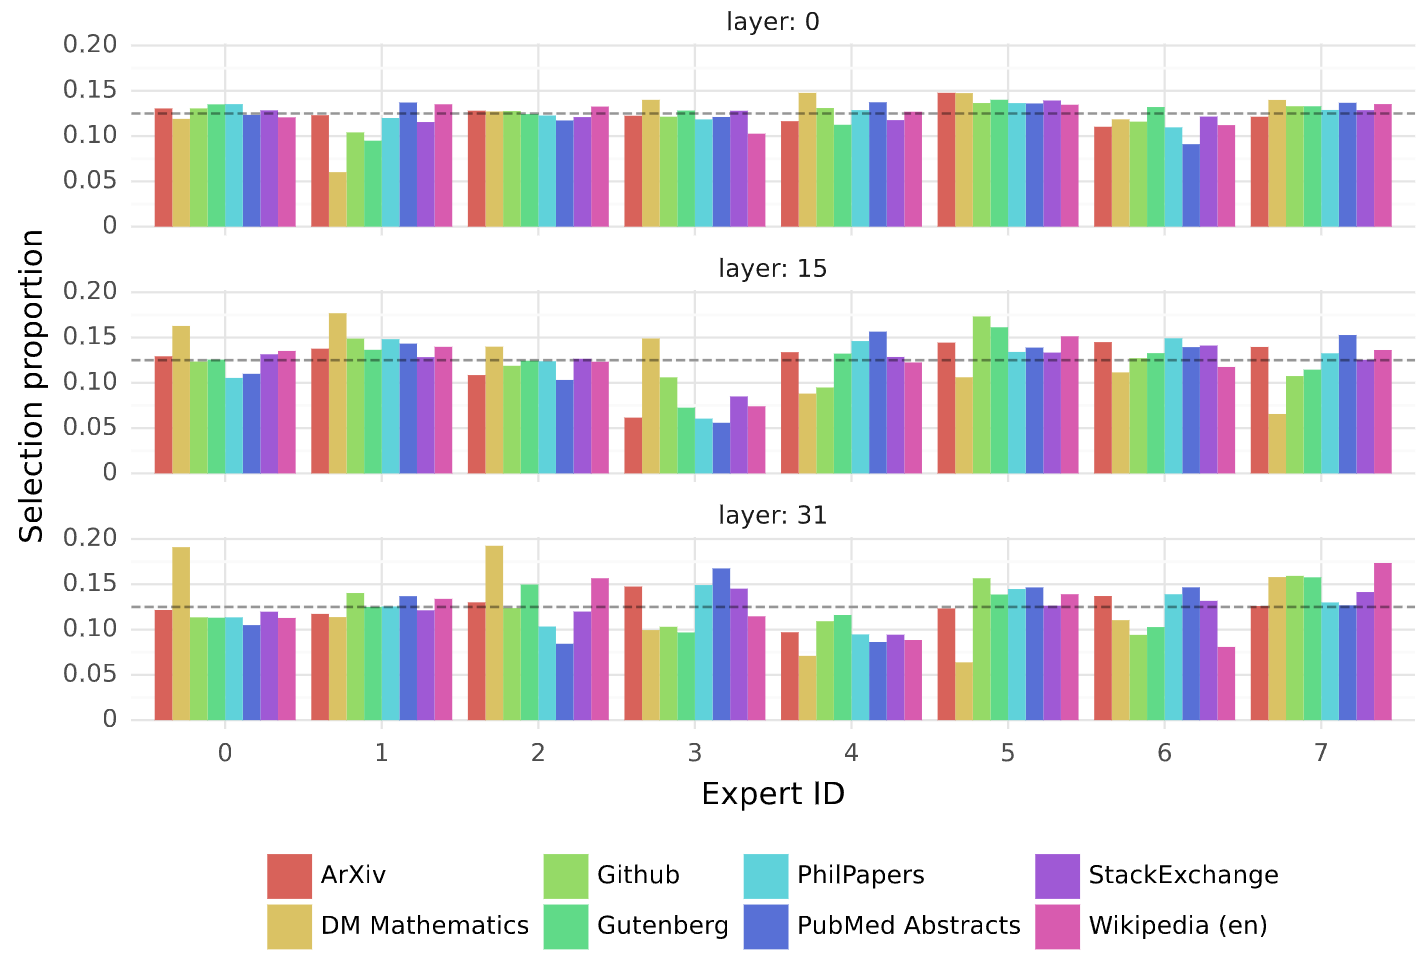 layer: 0
0.20
0.15
0.10
0.05
0
layer: 15
0.20
0.15
0.10
0.05
0
layer: 31
0.20
0.15
0.10
0.05
0
Selection proportion
0 1 2 3 4 5 6 7
Expert ID
ArXiv Github PhilPapers StackExchange
DM Mathematics Gutenberg PubMed Abstracts Wikipedia (en)